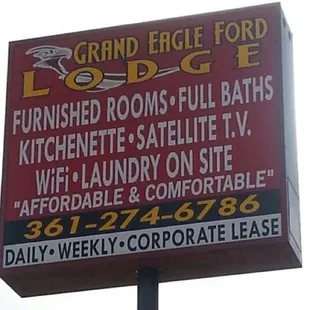 GRAND EAGLE FORD
LODGE
FURNISHED ROOMS • FULL BATHS
KITCHENETTE • SATELLITE T.V.
WiFi • LAUNDRY ON SITE
"AFFORDABLE & COMFORTABLE"
361-274-6786
DAILY • WEEKLY • CORPORATE LEASE